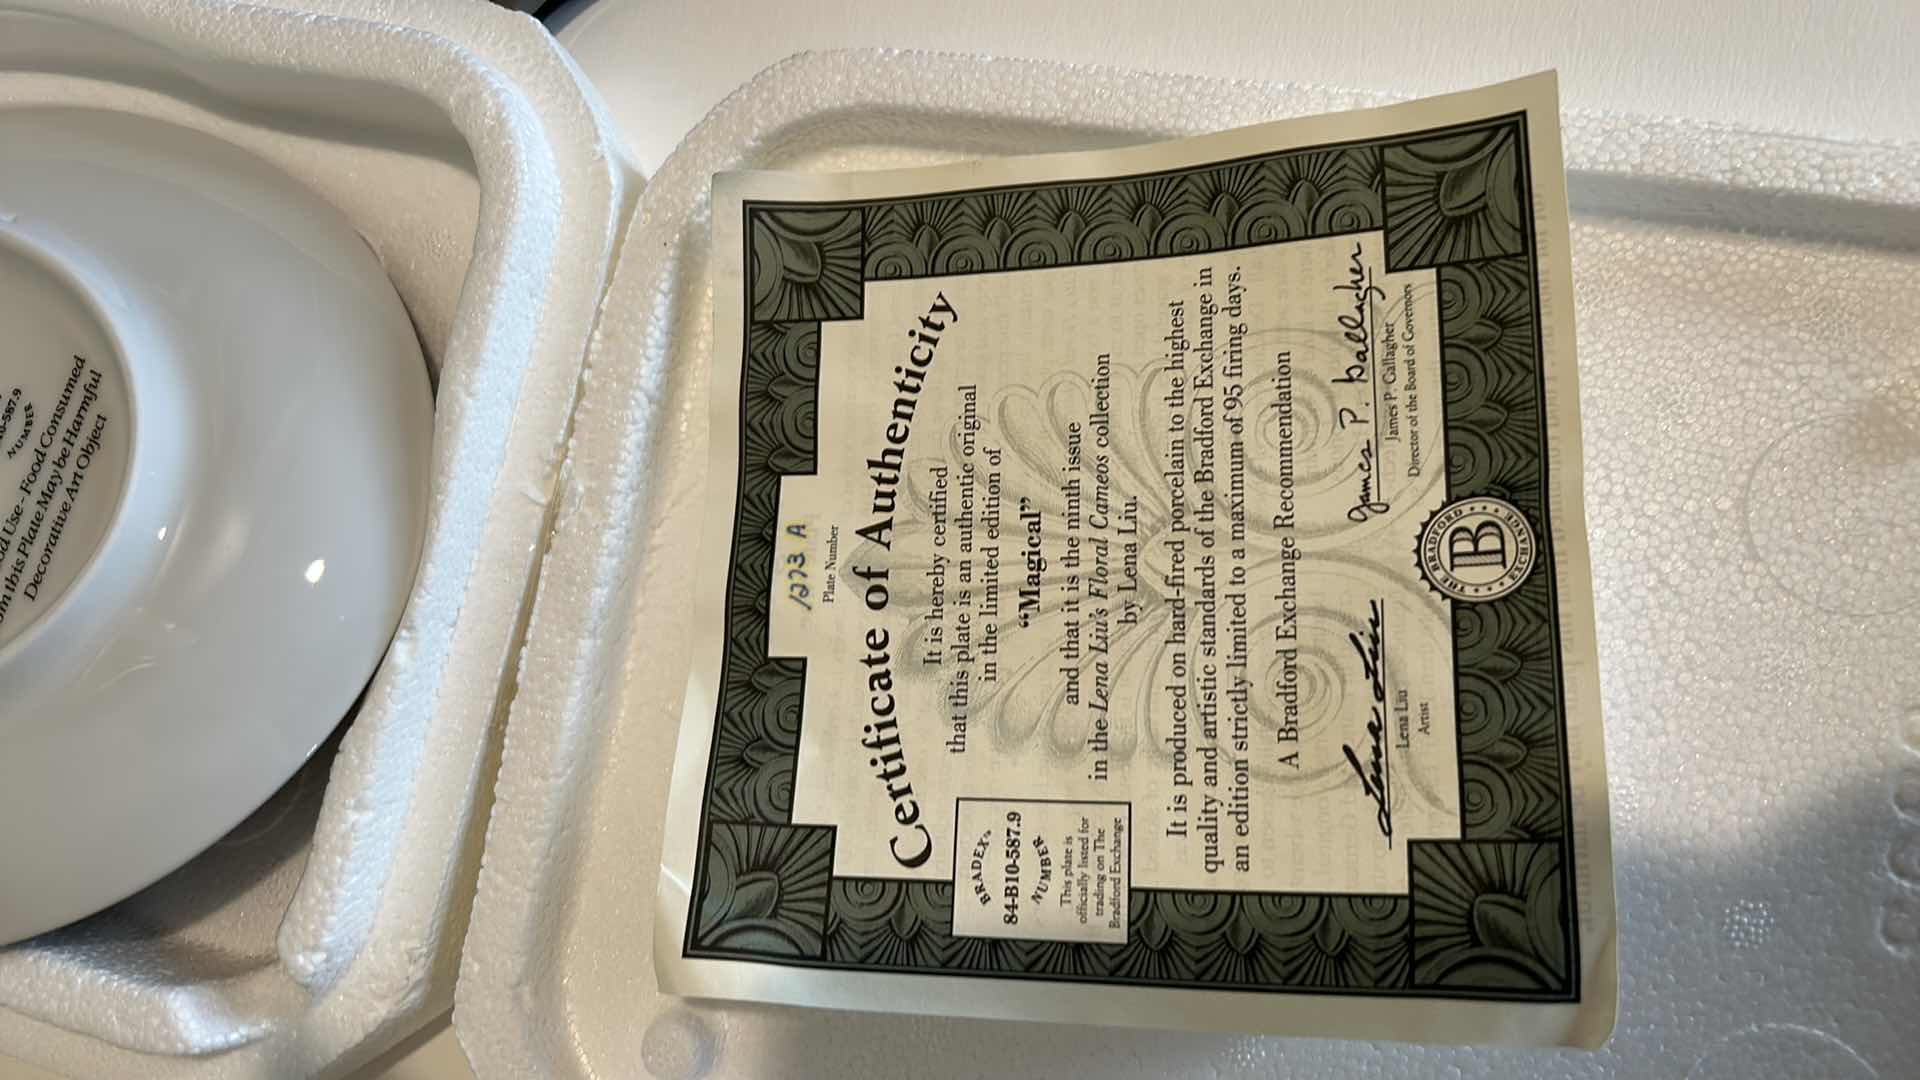 1273 A
Plate Number
Certificate of Authenticity
It is hereby certified
that this plate is an authentic original
in the limited edition of
“Magical”
and that it is the ninth issue
in the Lena Liu's Floral Cameos collection
by Lena Liu.
BRADEX
84-B10-587.9
NUMBER
This plate is
officially listed for
trading on The
Bradford Exchange
It is produced on hard-fired porcelain to the highest
quality and artistic standards of the Bradford Exchange in
an edition strictly limited to a maximum of 95 firing days.
A Bradford Exchange Recommendation
Lena Liu
Lena Liu
Artist
THE BRADFORD
B
EXCHANGE
James P. Gallagher
James P. Gallagher
Director of the Board of Governors
587.9
NUMBER
Use - Food Consumed
this Plate May be Harmful
Decorative Art Object